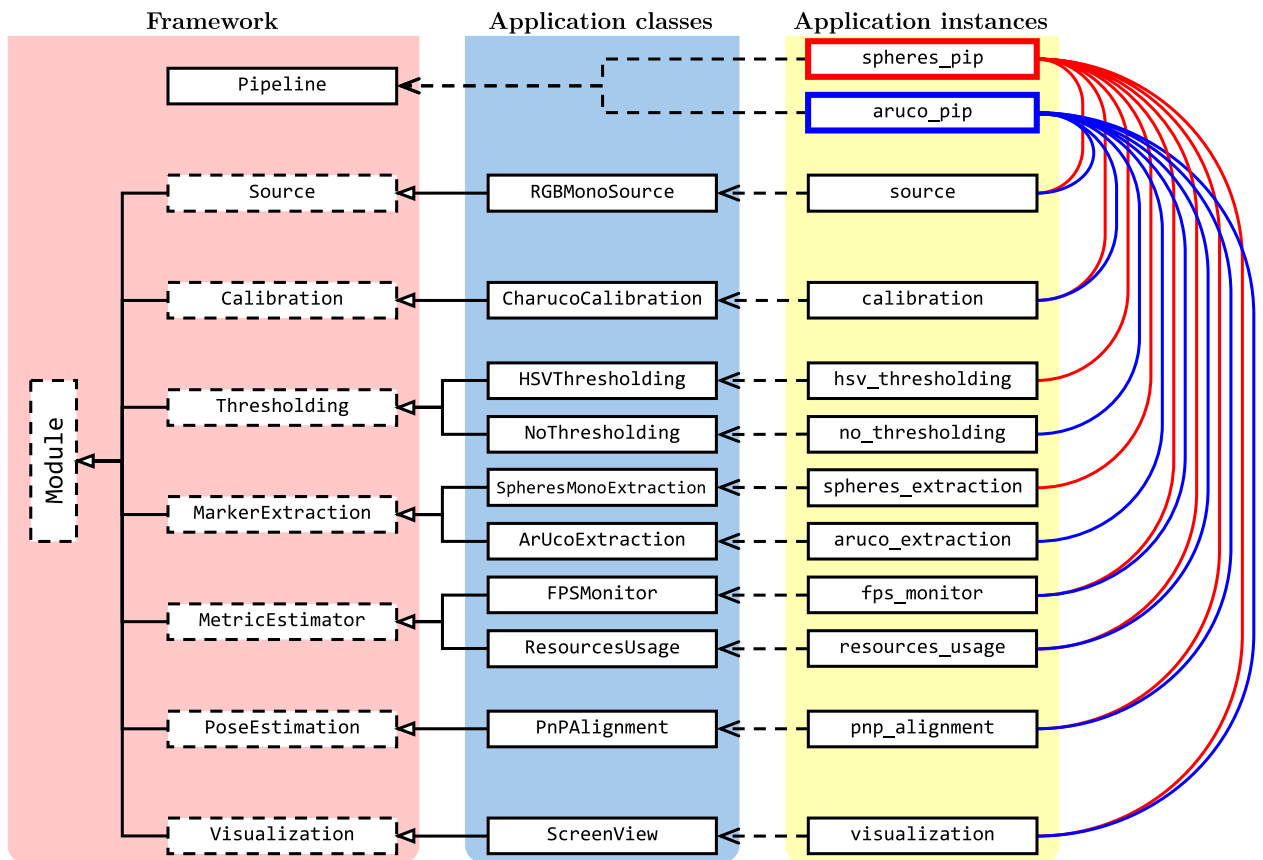 Framework Application classes Application instances
spheres_pip
Pipeline
aruco_pip
Source RGBMonoSource source
Calibration CharucoCalibration calibration
HSVThresholding hsv_thresholding
Thresholding
NoThresholding no_thresholding
Module
SpheresMonoExtraction spheres_extraction
MarkerExtraction
ArUcoExtraction aruco_extraction
FPSMonitor fps_monitor
MetricEstimator
ResourcesUsage resources_usage
PoseEstimation PnPAlignment pnp_alignment
Visualization ScreenView visualization